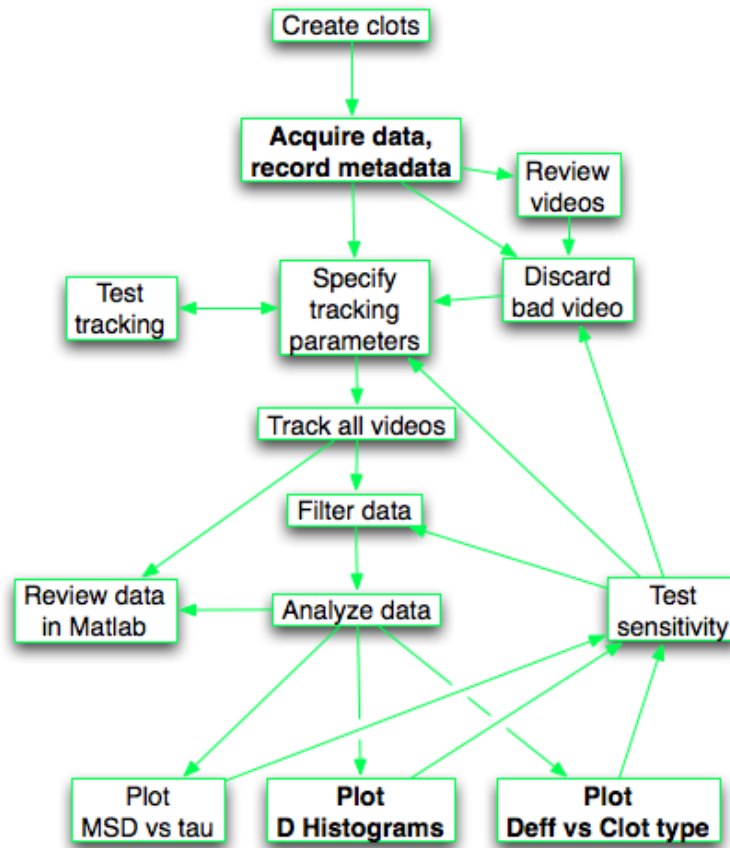 Create clots
Acquire data,
record metadata
Review
videos
Test
tracking
Specify
tracking
parameters
Discard
bad video
Track all videos
Filter data
Review data
in Matlab
Analyze data
Test
sensitivity
Plot
MSD vs tau
Plot
D Histograms
Plot
Deff vs Clot type